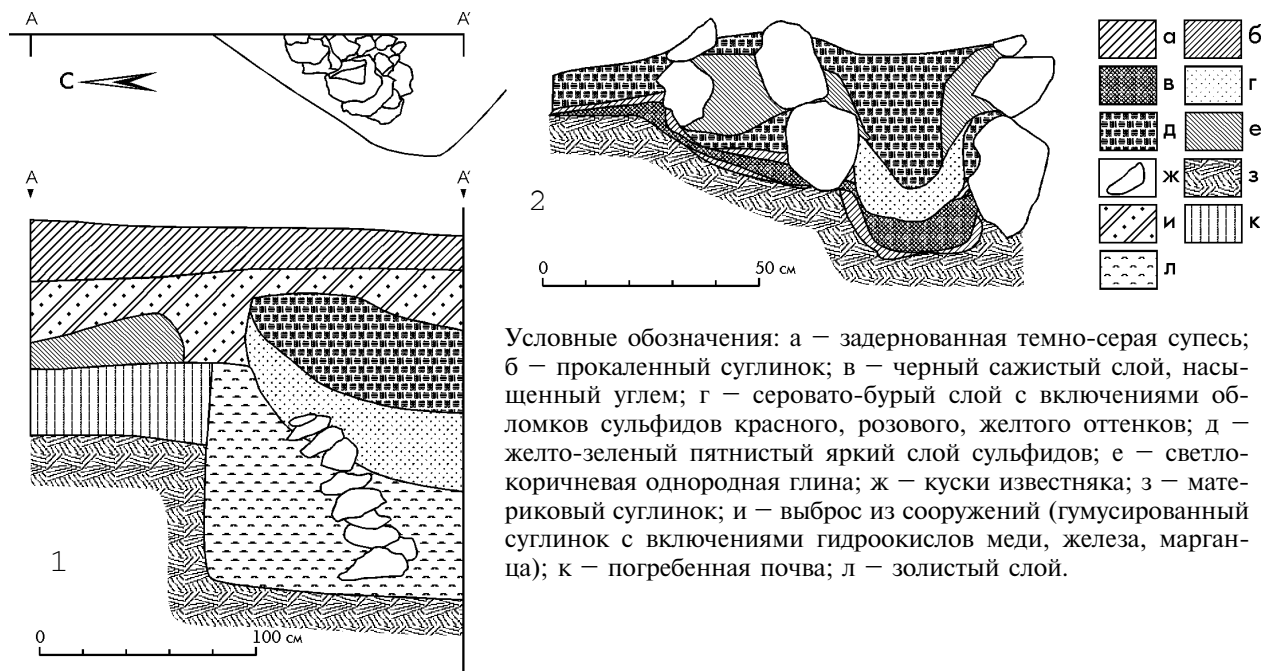 А А'
С
А А'
1
0 100 см
2
0 50 см
а б
в г
д е
ж з
и к
л
Условные обозначения: а – задернованная темно-серая супесь;
б – прокаленный суглинок; в – черный сажистый слой, насы-
щенный углем; г – серовато-бурый слой с включениями об-
ломков сульфидов красного, розового, желтого оттенков; д –
желто-зеленый пятнистый яркий слой сульфидов; е – светло-
коричневая однородная глина; ж – куски известняка; з – мате-
риковый суглинок; и – выброс из сооружений (гумусированный
суглинок с включениями гидроокислов меди, железа, марган-
ца); к – погребенная почва; л – золистый слой.